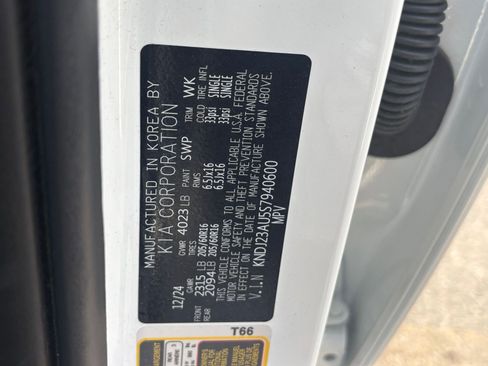 MANUFACTURED IN KOREA BY
KIA CORPORATION
12/24 GVWR 4023 LB PAINT SWP TRIM WK
GAWR TIRES RIMS COLD TIRE INFL
FRONT 2315 LB 205/60R16 6.5Jx16 33psi SINGLE
REAR 2094 LB 205/60R16 6.5Jx16 33psi SINGLE
THIS VEHICLE CONFORMS TO ALL APPLICABLE U.S.A. FEDERAL
MOTOR VEHICLE SAFETY AND THEFT PREVENTION STANDARDS
IN EFFECT ON THE DATE OF MANUFACTURE SHOWN ABOVE.
V.I.N KNDJ23AU5S7940600
MPV
T66